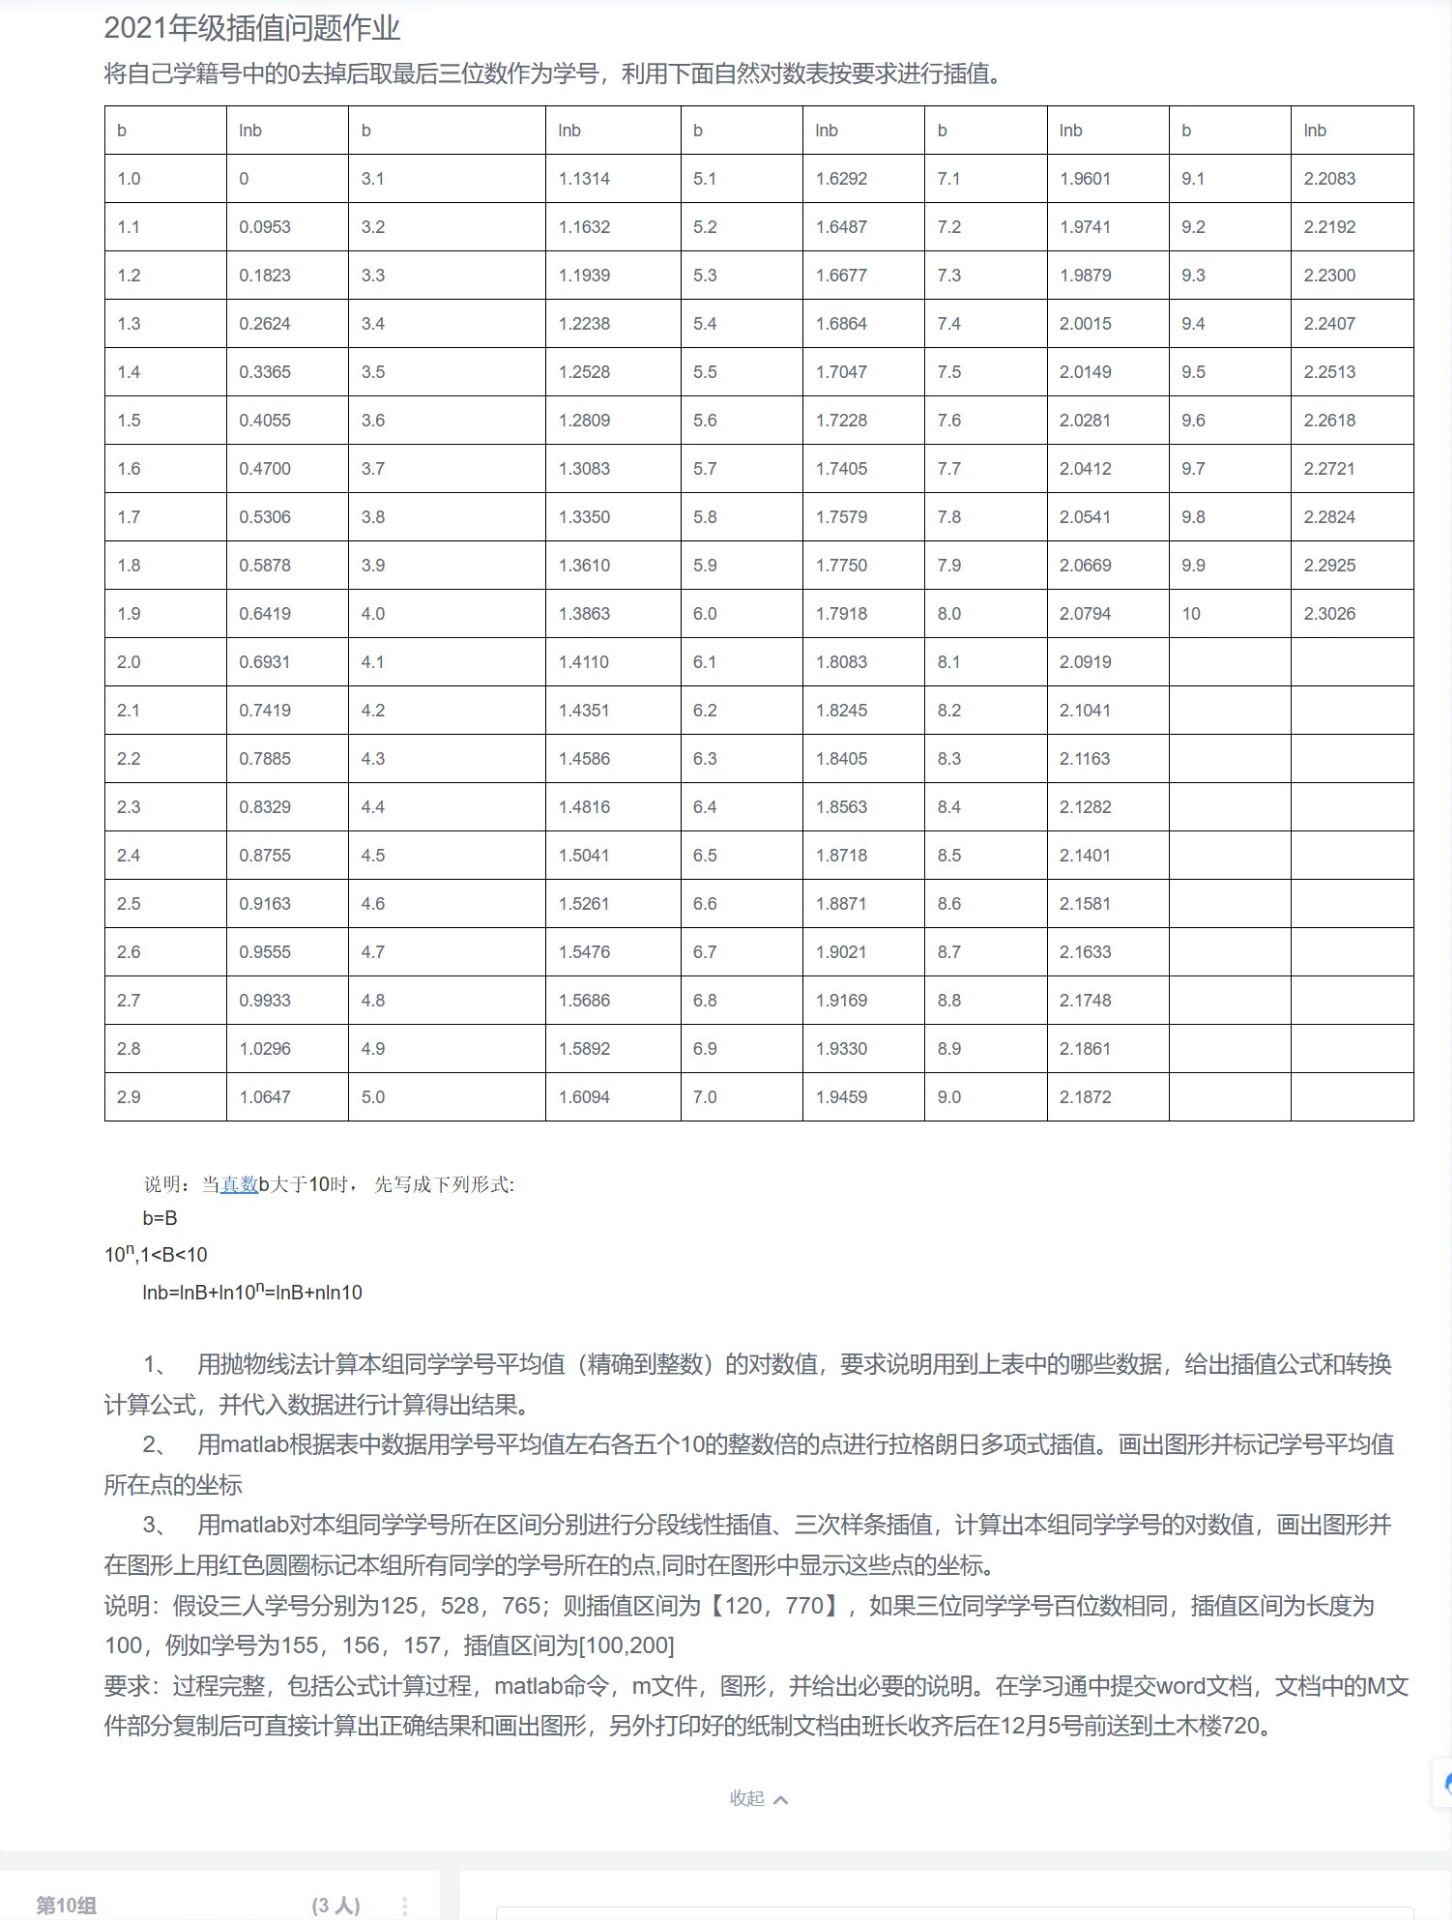 2021年级插值问题作业
将自己学籍号中的0去掉后取最后三位数作为学号，利用下面自然对数表按要求进行插值。
b lnb b lnb b lnb b lnb b lnb
1.0 0 3.1 1.1314 5.1 1.6292 7.1 1.9601 9.1 2.2083
1.1 0.0953 3.2 1.1632 5.2 1.6487 7.2 1.9741 9.2 2.2192
1.2 0.1823 3.3 1.1939 5.3 1.6677 7.3 1.9879 9.3 2.2300
1.3 0.2624 3.4 1.2238 5.4 1.6864 7.4 2.0015 9.4 2.2407
1.4 0.3365 3.5 1.2528 5.5 1.7047 7.5 2.0149 9.5 2.2513
1.5 0.4055 3.6 1.2809 5.6 1.7228 7.6 2.0281 9.6 2.2618
1.6 0.4700 3.7 1.3083 5.7 1.7405 7.7 2.0412 9.7 2.2721
1.7 0.5306 3.8 1.3350 5.8 1.7579 7.8 2.0541 9.8 2.2824
1.8 0.5878 3.9 1.3610 5.9 1.7750 7.9 2.0669 9.9 2.2925
1.9 0.6419 4.0 1.3863 6.0 1.7918 8.0 2.0794 10 2.3026
2.0 0.6931 4.1 1.4110 6.1 1.8083 8.1 2.0919
2.1 0.7419 4.2 1.4351 6.2 1.8245 8.2 2.1041
2.2 0.7885 4.3 1.4586 6.3 1.8405 8.3 2.1163
2.3 0.8329 4.4 1.4816 6.4 1.8563 8.4 2.1282
2.4 0.8755 4.5 1.5041 6.5 1.8718 8.5 2.1401
2.5 0.9163 4.6 1.5261 6.6 1.8871 8.6 2.1581
2.6 0.9555 4.7 1.5476 6.7 1.9021 8.7 2.1633
2.7 0.9933 4.8 1.5686 6.8 1.9169 8.8 2.1748
2.8 1.0296 4.9 1.5892 6.9 1.9330 8.9 2.1861
2.9 1.0647 5.0 1.6094 7.0 1.9459 9.0 2.1872
说明：当真数b大于10时， 先写成下列形式:
b=B
10ⁿ,1<B<10
lnb=lnB+ln10ⁿ=lnB+nln10
1、 用抛物线法计算本组同学学号平均值（精确到整数）的对数值，要求说明用到上表中的哪些数据，给出插值公式和转换
计算公式，并代入数据进行计算得出结果。
2、 用matlab根据表中数据用学号平均值左右各五个10的整数倍的点进行拉格朗日多项式插值。画出图形并标记学号平均值
所在点的坐标
3、 用matlab对本组同学学号所在区间分别进行分段线性插值、三次样条插值，计算出本组同学学号的对数值，画出图形并
在图形上用红色圆圈标记本组所有同学的学号所在的点,同时在图形中显示这些点的坐标。
说明：假设三人学号分别为125，528，765；则插值区间为【120，770】，如果三位同学学号百位数相同，插值区间为长度为
100，例如学号为155，156，157，插值区间为[100,200]
要求：过程完整，包括公式计算过程，matlab命令，m文件，图形，并给出必要的说明。在学习通中提交word文档，文档中的M文
件部分复制后可直接计算出正确结果和画出图形，另外打印好的纸制文档由班长收齐后在12月5号前送到土木楼720。
收起
第10组 (3 人)